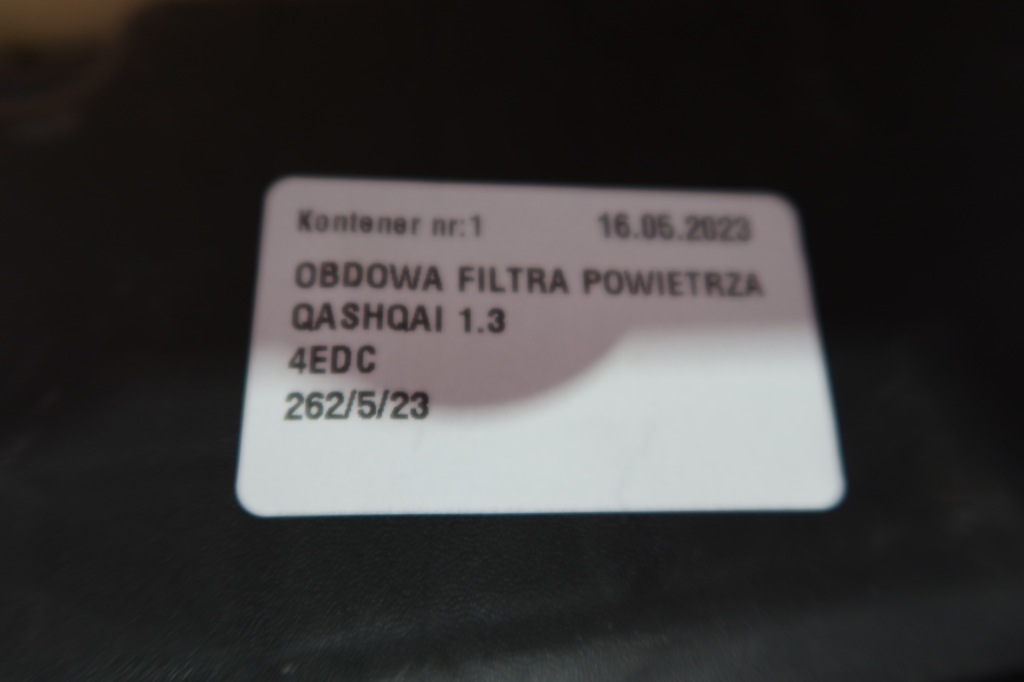 Kontener nr:1 16.05.2023
OBDOWA FILTRA POWIETRZA
QASHQAI 1.3
4EDC
262/5/23